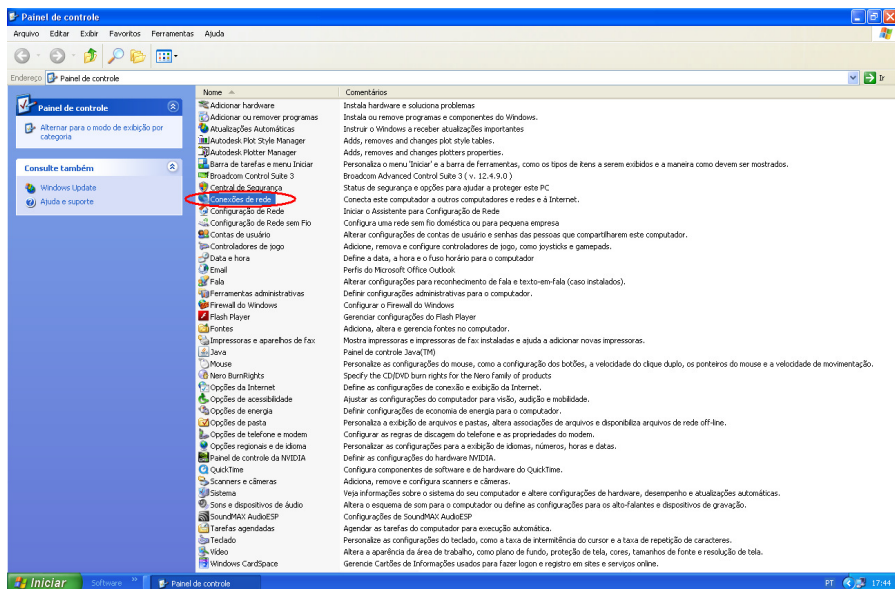 Painel de controle
Arquivo Editar Exibir Favoritos Ferramentas Ajuda
Endereço Painel de controle Ir
Painel de controle
Alternar para o modo de exibição por
categoria
Consulte também
Windows Update
Ajuda e suporte
Nome Comentários
Adicionar hardware Instala hardware e soluciona problemas
Adicionar ou remover programas Instala ou remove programas e componentes do Windows.
Atualizações Automáticas Instruir o Windows a receber atualizações importantes
Autodesk Plot Style Manager Adds, removes and changes plot style tables.
Autodesk Plotter Manager Adds, removes and changes plotters properties.
Barra de tarefas e menu Iniciar Personaliza o menu 'Iniciar' e a barra de ferramentas, como os tipos de itens a serem exibidos e a maneira como devem ser mostrados.
Broadcom Control Suite 3 Broadcom Advanced Control Suite 3 ( v. 12.4.9.0 )
Central de Segurança Status de segurança e opções para ajudar a proteger este PC
Conexões de rede Conecta este computador a outros computadores e redes e à Internet.
Configuração de Rede Iniciar o Assistente para Configuração de Rede
Configuração de Rede sem Fio Configura uma rede sem fio doméstica ou para pequena empresa
Contas de usuário Alterar configurações de contas de usuário e senhas das pessoas que compartilharem este computador.
Controladores de jogo Adicione, remova e configure controladores de jogo, como joysticks e gamepads.
Data e hora Define a data, a hora e o fuso horário para o computador
Email Perfis do Microsoft Office Outlook
Fala Alterar configurações para reconhecimento de fala e texto-em-fala (caso instalados).
Ferramentas administrativas Definir configurações administrativas para o computador.
Firewall do Windows Configurar o Firewall do Windows
Flash Player Gerenciar configurações do Flash Player
Fontes Adiciona, altera e gerencia fontes no computador.
Impressoras e aparelhos de fax Mostra impressoras e impressoras de fax instaladas e ajuda a adicionar novas impressoras.
Java Painel de controle Java(TM)
Mouse Personalize as configurações do mouse, como a configuração dos botões, a velocidade do clique duplo, os ponteiros do mouse e a velocidade de movimentação.
Nero BurnRights Specify the CD/DVD burn rights for the Nero family of products
Opções da Internet Define as configurações de conexão e exibição da Internet.
Opções de acessibilidade Ajustar as configurações do computador para visão, audição e mobilidade.
Opções de energia Definir configurações de economia de energia para o computador.
Opções de pasta Personaliza a exibição de arquivos e pastas, altera associações de arquivos e disponibiliza arquivos de rede off-line.
Opções de telefone e modem Configurar as regras de discagem do telefone e as propriedades do modem.
Opções regionais e de idioma Personalizar as configurações para a exibição de idiomas, números, horas e datas.
Painel de controle da NVIDIA Definir as configurações do hardware NVIDIA.
QuickTime Configura componentes de software e de hardware do QuickTime.
Scanners e câmeras Adiciona, remove e configura scanners e câmeras.
Sistema Veja informações sobre o sistema do seu computador e altere configurações de hardware, desempenho e atualizações automáticas.
Sons e dispositivos de áudio Altera o esquema de som para o computador ou define as configurações para os alto-falantes e dispositivos de gravação.
SoundMAX AudioESP Configurações de SoundMAX AudioESP
Tarefas agendadas Agendar as tarefas do computador para execução automática.
Teclado Personalize as configurações do teclado, como a taxa de intermitência do cursor e a taxa de repetição de caracteres.
Vídeo Altera a aparência da área de trabalho, como plano de fundo, proteção de tela, cores, tamanhos de fonte e resolução de tela.
Windows CardSpace Gerencie Cartões de Informações usados para fazer logon e registro em sites e serviços online.
Iniciar Software » Painel de controle PT 17:44